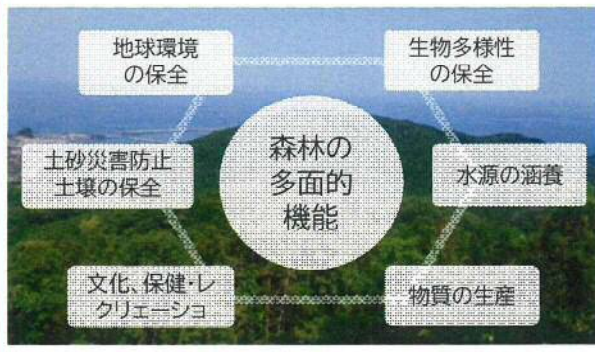 地球環境
の保全
生物多様性
の保全
森林の
多面的
機能
土砂災害防止
土壌の保全
水源の涵養
文化、保健・レ
クリェーショ
物質の生産